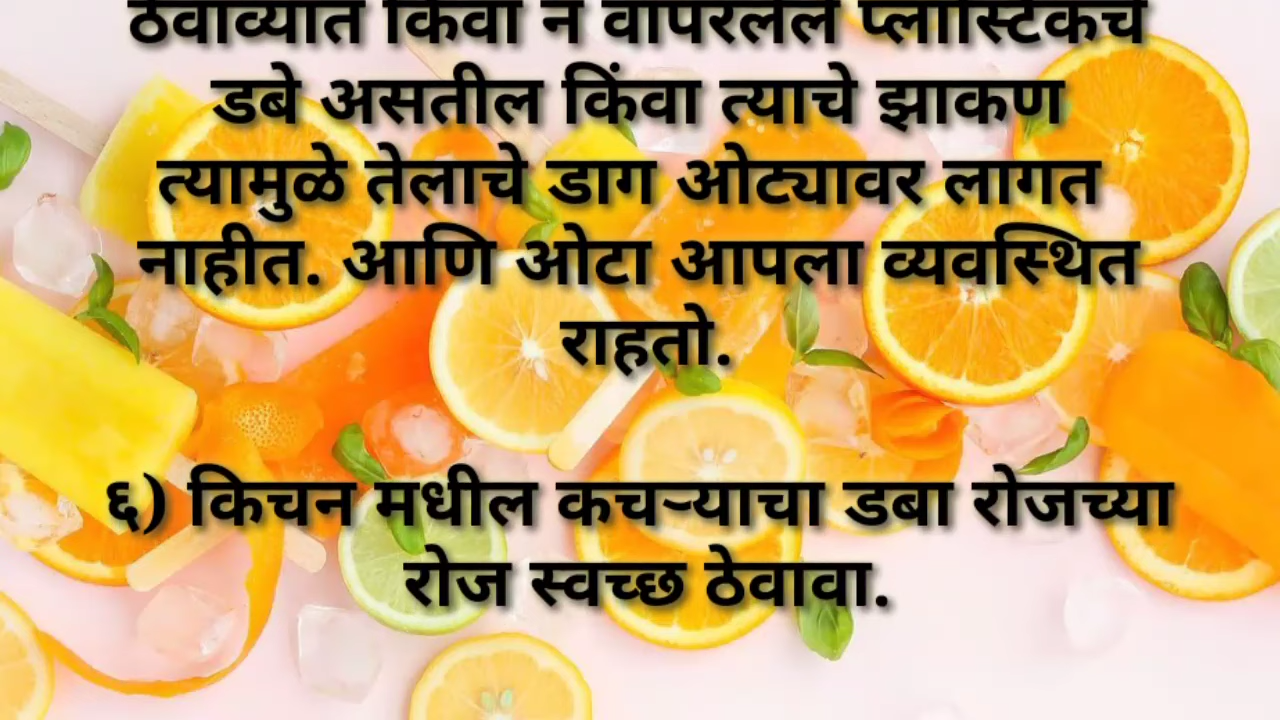 ठेवाव्यात किंवा न वापरलेले प्लास्टिकचे
डबे असतील किंवा त्याचे झाकण
त्यामुळे तेलाचे डाग ओट्यावर लागत
नाहीत. आणि ओटा आपला व्यवस्थित
राहतो.
६) किचन मधील कचऱ्याचा डबा रोजच्या
रोज स्वच्छ ठेवावा.